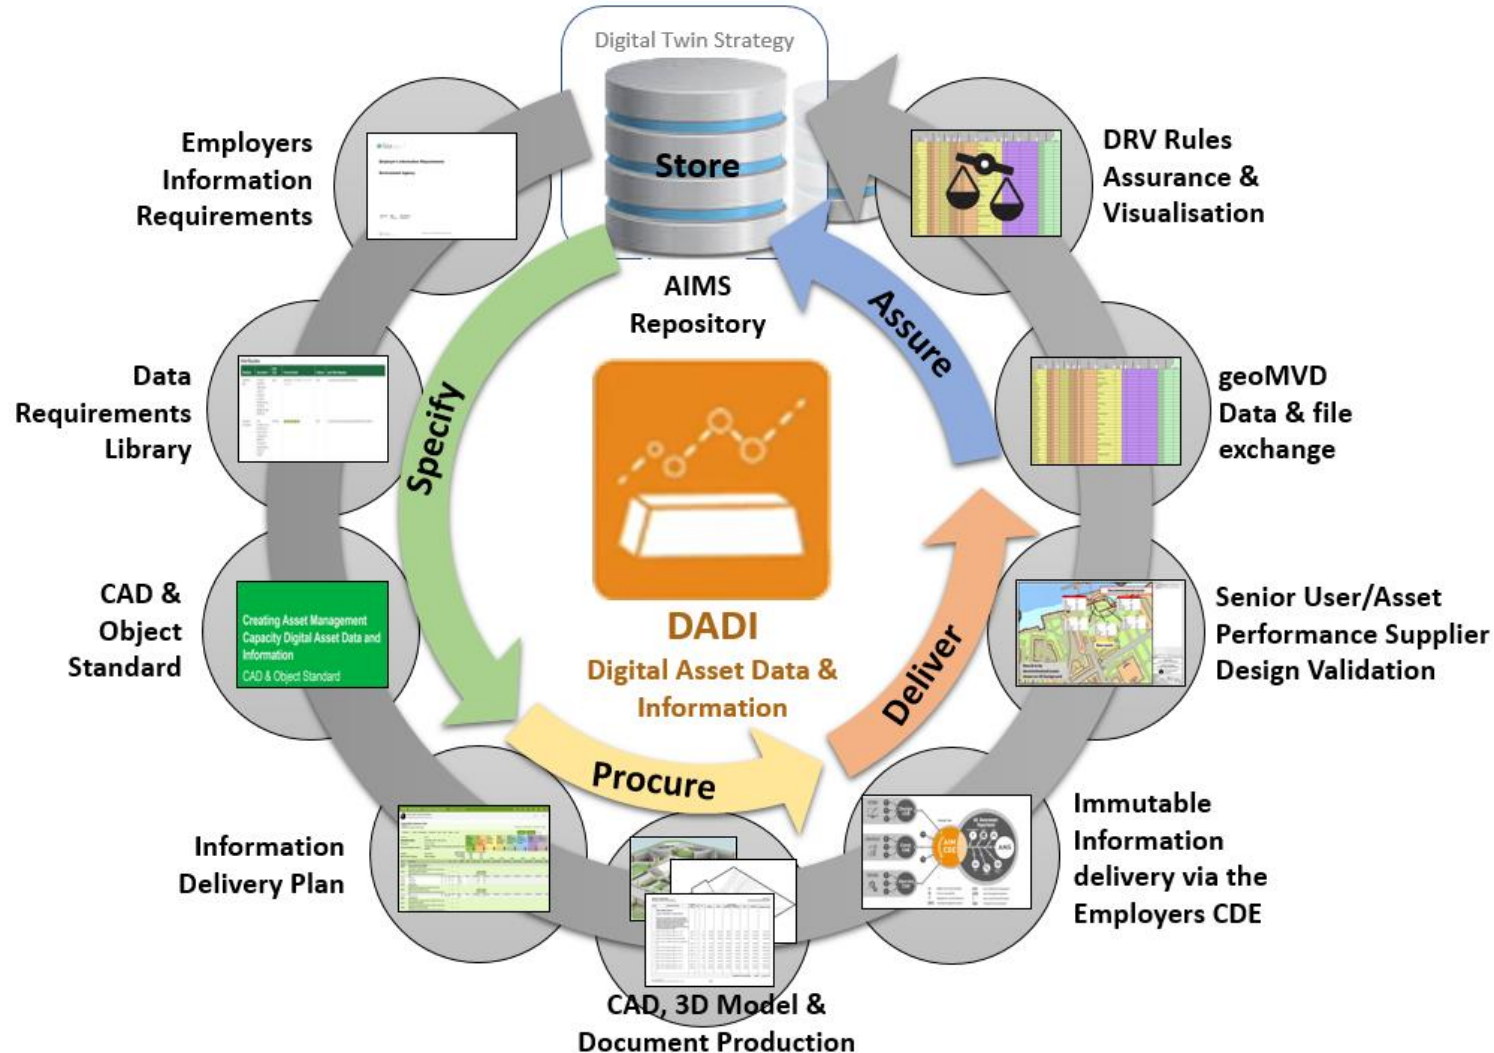 Digital Twin Strategy
Store
AIMS
Repository
Employers
Information
Requirements
Data
Requirements
Library
CAD &
Object
Standard
Creating Asset Management
Capacity Digital Asset Data and
Information
CAD & Object Standard
Information
Delivery Plan
CAD, 3D Model &
Document Production
Immutable
Information
delivery via the
Employers CDE
Senior User/Asset
Performance Supplier
Design Validation
geoMVD
Data & file
exchange
DRV Rules
Assurance &
Visualisation
Specify
Procure
Deliver
Assure
DADI
Digital Asset Data &
Information
AIM
CDE
AIMS